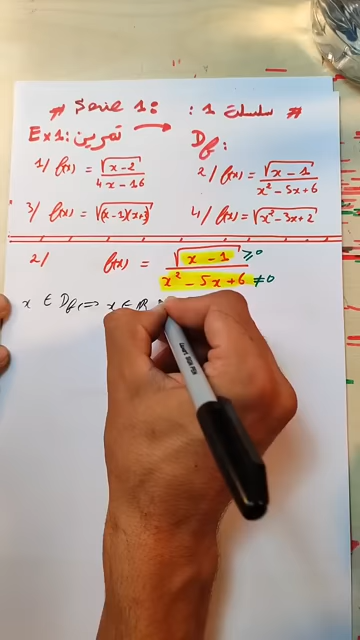 # Serie 1: : سلسلة 1 #
Ex1: تمرين → Df:
1/ f(x) = √(x-2) / (4x-16) 2/ f(x) = √(x-1) / (x²-5x+6)
3/ f(x) = √((x-1)(x+3)) 4/ f(x) = √(x²-3x+2)
2/ f(x) = √(x-1) ≥0 / (x²-5x+6) ≠0
x ∈ Df ⇔ x ∈ ℝ